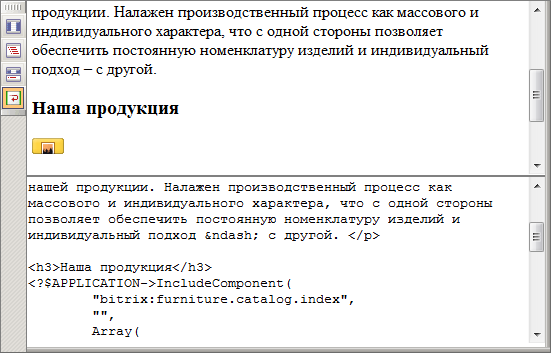 продукции. Налажен производственный процесс как массового и
индивидуального характера, что с одной стороны позволяет
обеспечить постоянную номенклатуру изделий и индивидуальный
подход – с другой.
Наша продукция
нашей продукции. Налажен производственный процесс как
массового и индивидуального характера, что с одной стороны
позволяет обеспечить постоянную номенклатуру изделий и
индивидуальный подход &ndash; с другой. </p>
<h3>Наша продукция</h3>
<?$APPLICATION->IncludeComponent(
"bitrix:furniture.catalog.index",
"",
Array(